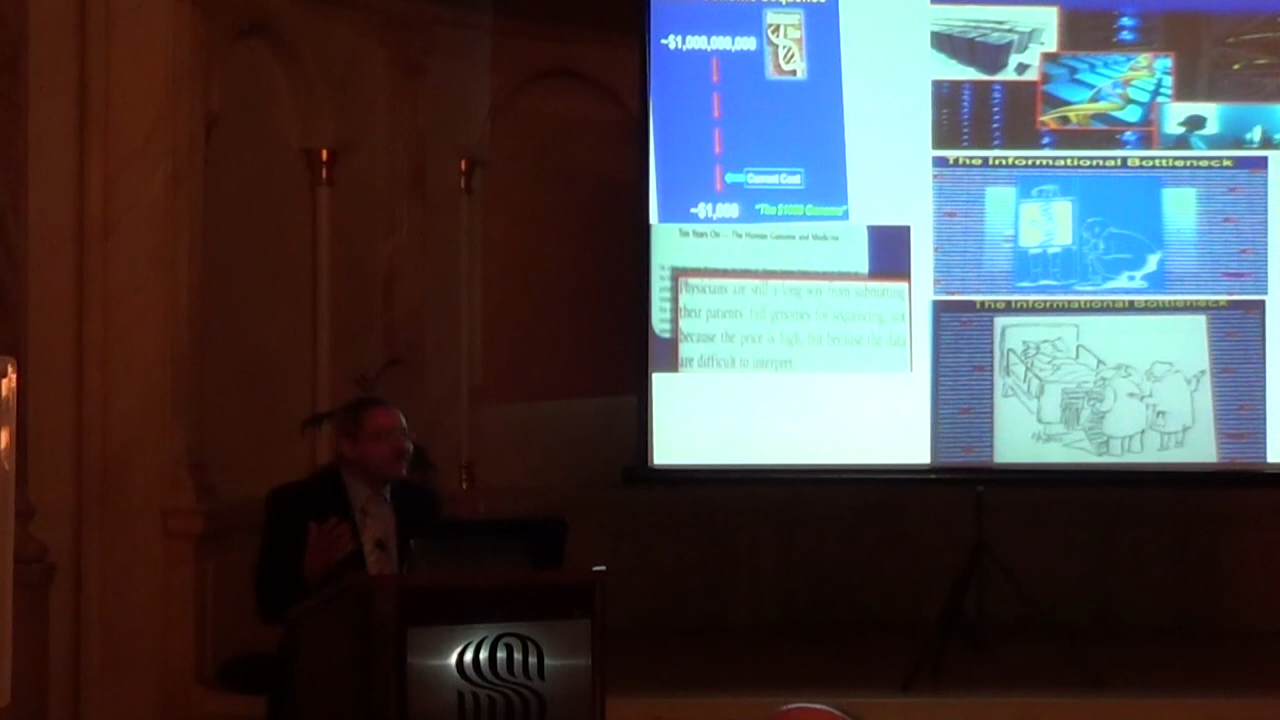 ~$1,000,000,000
Current Cost
~$1,000 "The $1000 Genome"
Ten Years On — The Human Genome and Medicine
Physicians are still a long way from submitting
their patients' full genomes for sequencing, not
because the price is high, but because the data
are difficult to interpret.
The Informational Bottleneck
The Informational Bottleneck
S